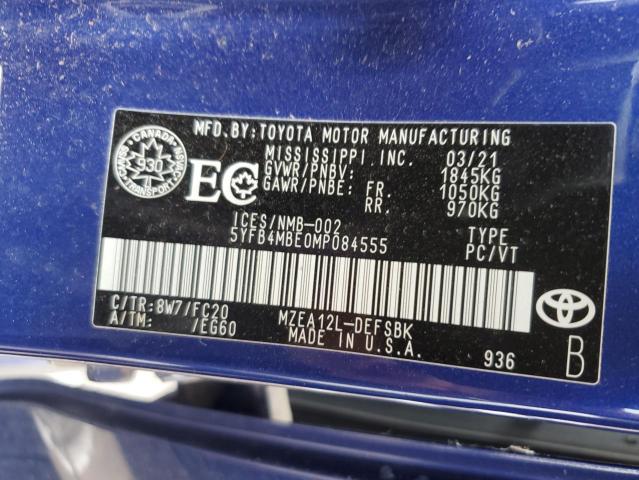 MFD.BY:TOYOTA MOTOR MANUFACTURING
MISSISSIPPI,INC. 03/21
GVWR/PNBV: 1845KG
GAWR/PNBE: FR. 1050KG
RR. 970KG
CANADA
930
TRANSPORT
EC
ICES/NMB-002
5YFB4MBE0MP084555
TYPE
PC/VT
C/TR:8W7/FC20
A/TM: /EG60
MZEA12L-DEFSBK
MADE IN U.S.A.
936
B